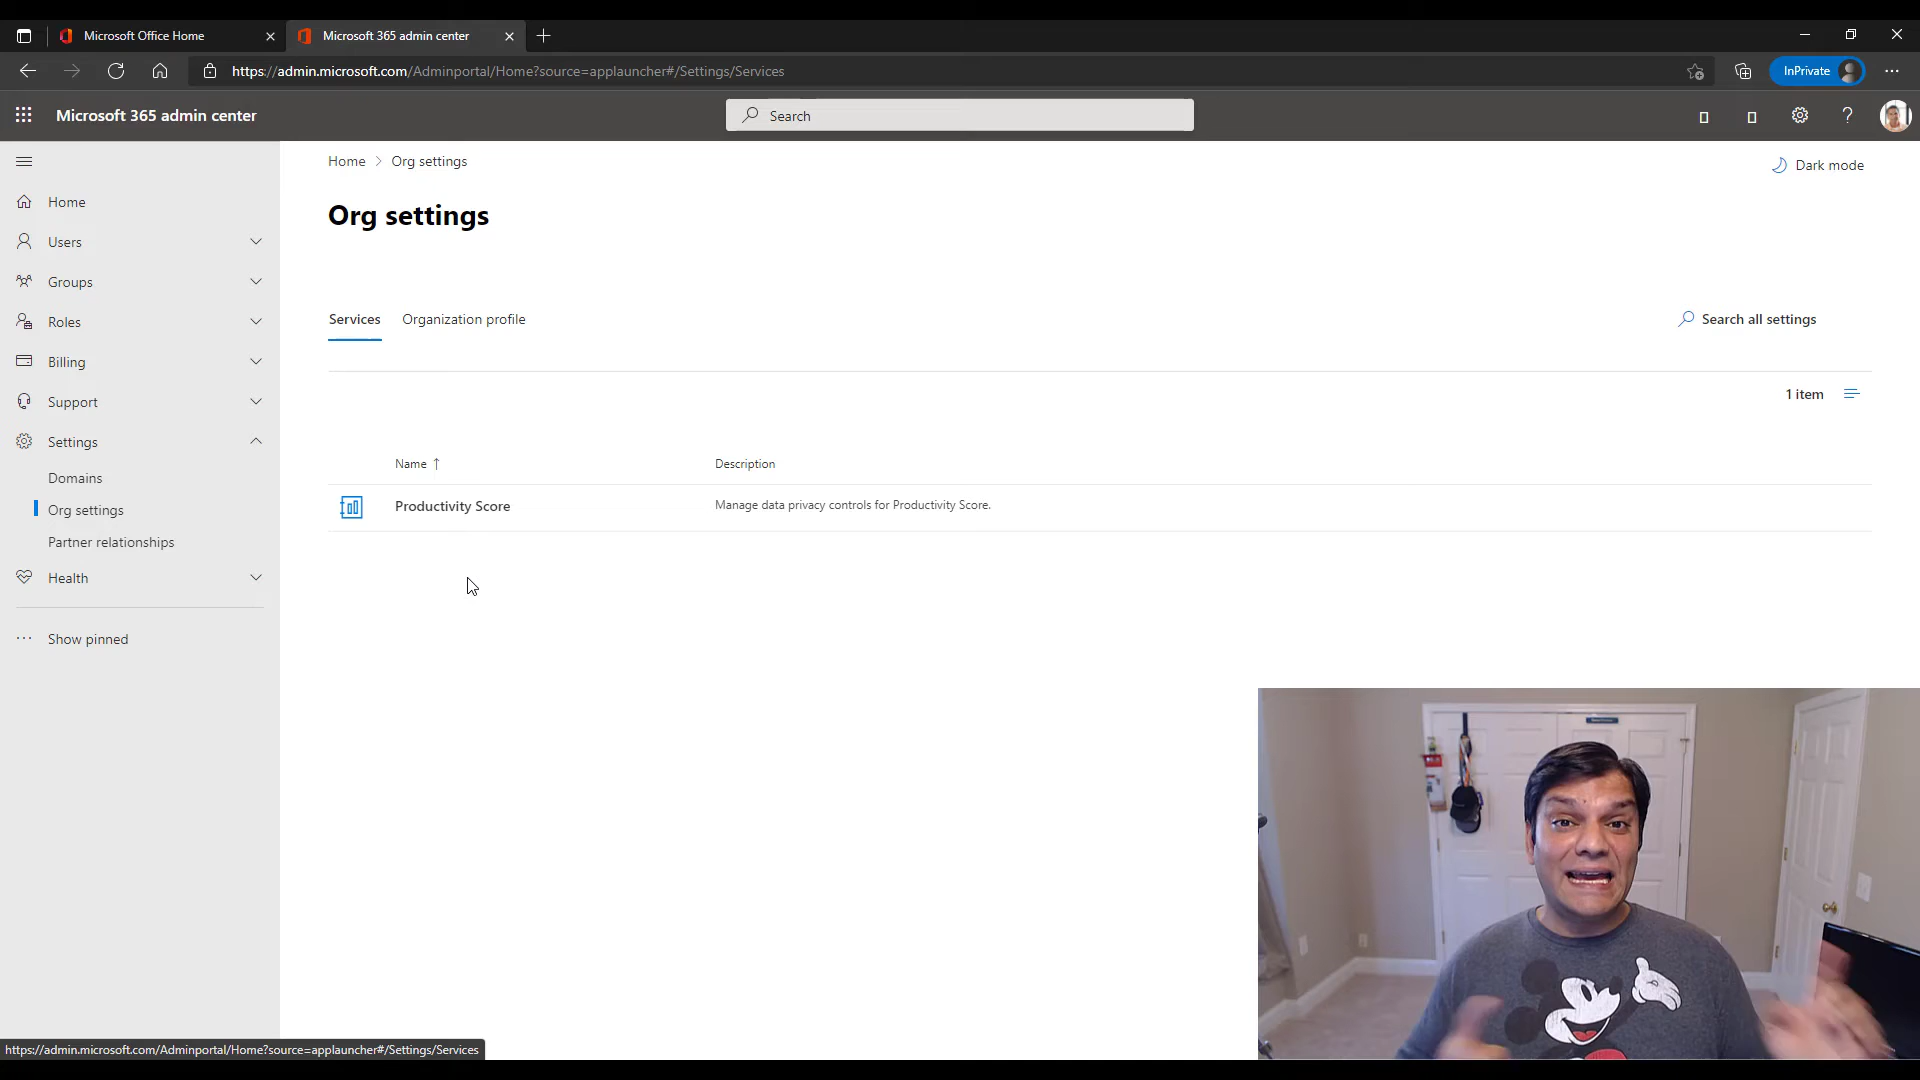 Microsoft Office Home
Microsoft 365 admin center
https://admin.microsoft.com/Adminportal/Home?source=applauncher#/Settings/Services
InPrivate
Microsoft 365 admin center
Search
Home
Org settings
Dark mode
Home
Users
Groups
Roles
Billing
Support
Settings
Domains
Org settings
Partner relationships
Health
Show pinned
Org settings
Services
Organization profile
Search all settings
1 item
Name ↑
Description
Productivity Score
Manage data privacy controls for Productivity Score.
https://admin.microsoft.com/Adminportal/Home?source=applauncher#/Settings/Services